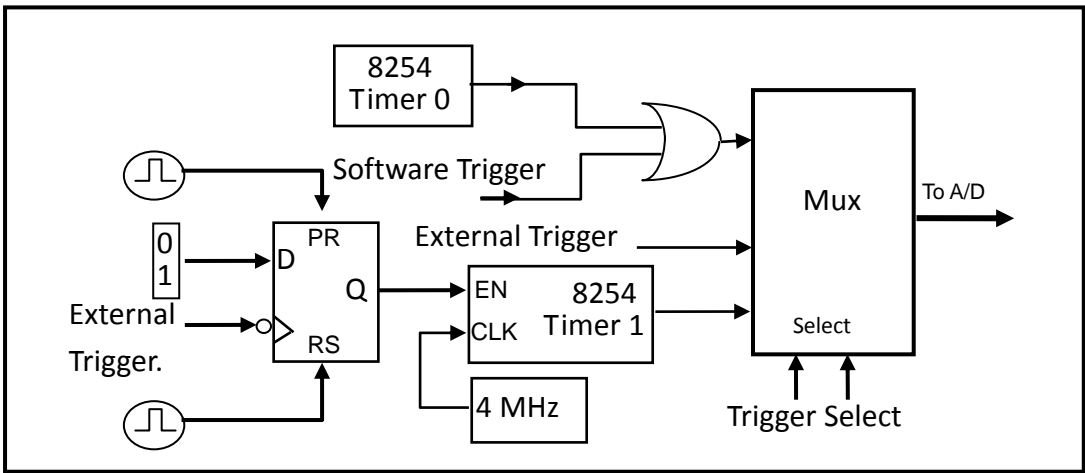 8254
Timer 0
Software Trigger
External Trigger
Mux
To A/D
Select
Trigger Select
0
1
PR
D
Q
RS
External
Trigger.
EN
CLK
8254
Timer 1
4 MHz